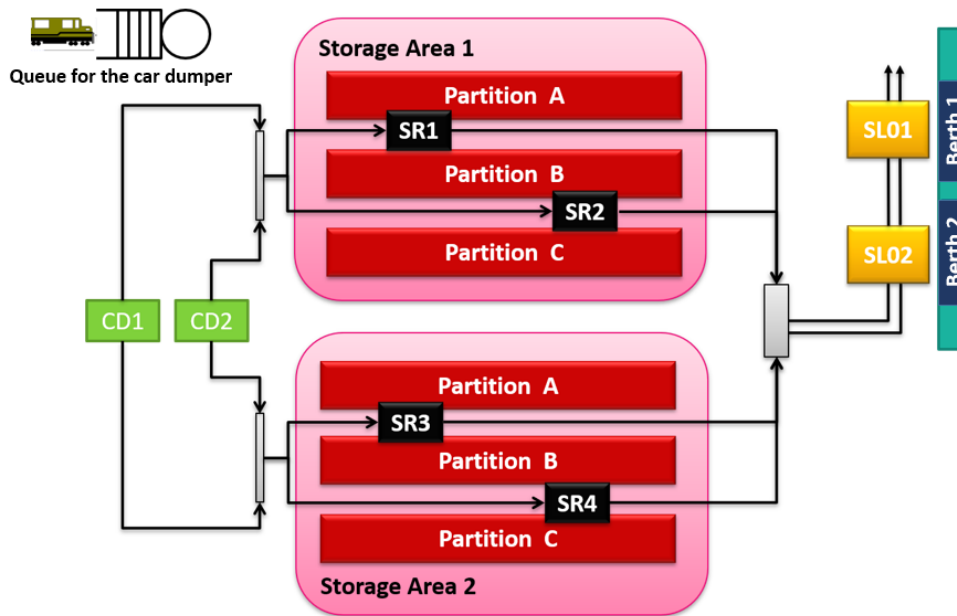 Queue for the car dumper
Storage Area 1
Partition A
SR1
Partition B
SR2
Partition C
CD1
CD2
SL01
SL02
Berth 1
Berth 2
Partition A
SR3
Partition B
SR4
Partition C
Storage Area 2